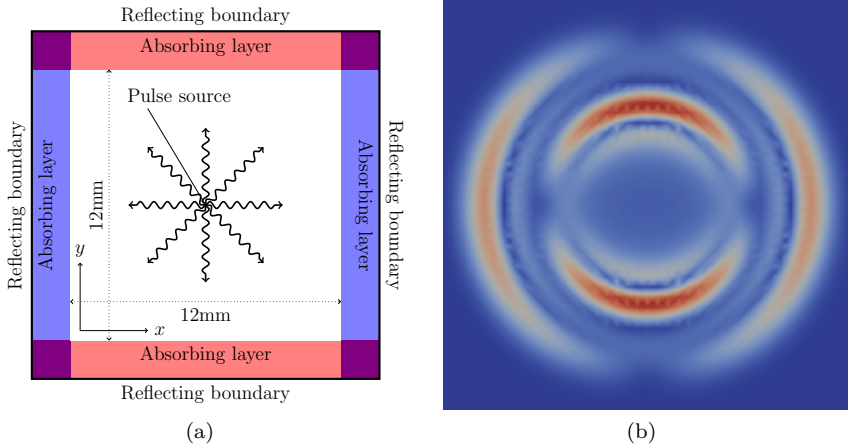 Reflecting boundary
Absorbing layer
Pulse source
Reflecting boundary
Absorbing layer
12mm
y
x
12mm
Absorbing layer
Reflecting boundary
Absorbing layer
Reflecting boundary
(a)
(b)